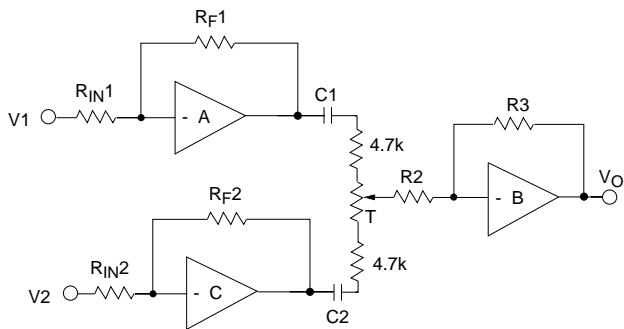 RF1
RIN1
V1
- A
C1
4.7k
R3
R2
- B
VO
T
RF2
4.7k
RIN2
V2
- C
C2